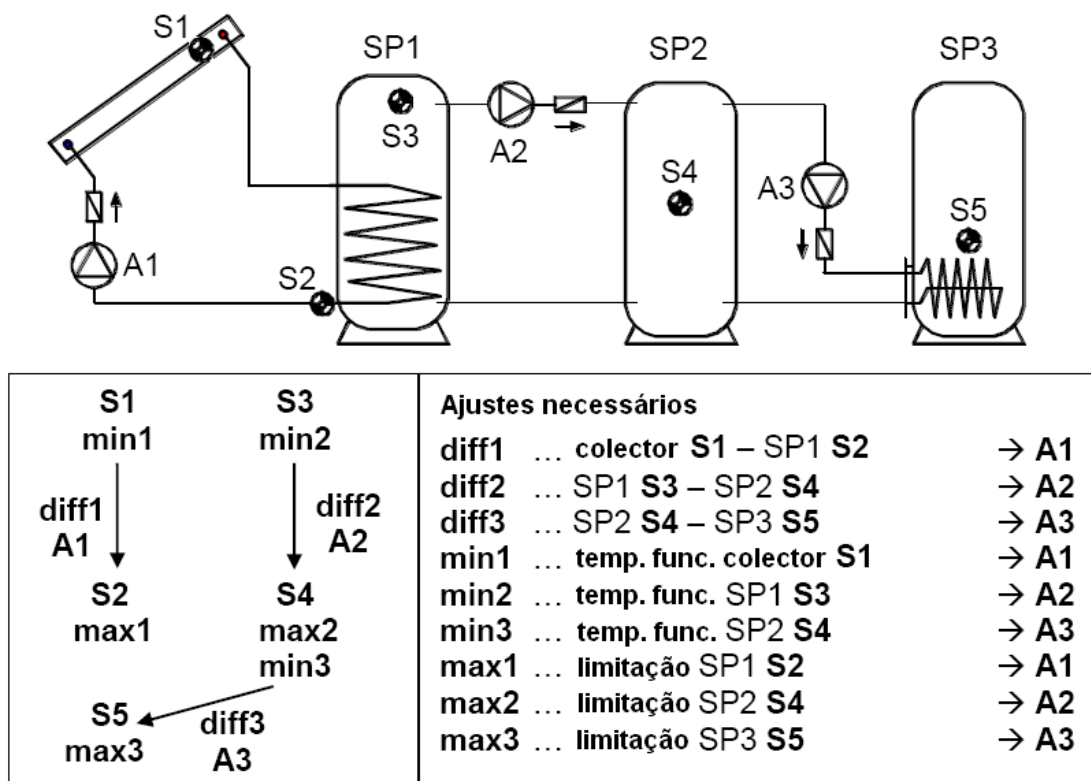 S1
SP1
SP2
SP3
S3
A2
S4
A3
S5
A1
S2
S1 S3
min1 min2
diff1 diff2
A1 A2
S2 S4
max1 max2
min3
S5
diff3
max3
A3
Ajustes necessários
diff1 ... colector S1 – SP1 S2 → A1
diff2 ... SP1 S3 – SP2 S4 → A2
diff3 ... SP2 S4 – SP3 S5 → A3
min1 ... temp. func. colector S1 → A1
min2 ... temp. func. SP1 S3 → A2
min3 ... temp. func. SP2 S4 → A3
max1 ... limitação SP1 S2 → A1
max2 ... limitação SP2 S4 → A2
max3 ... limitação SP3 S5 → A3